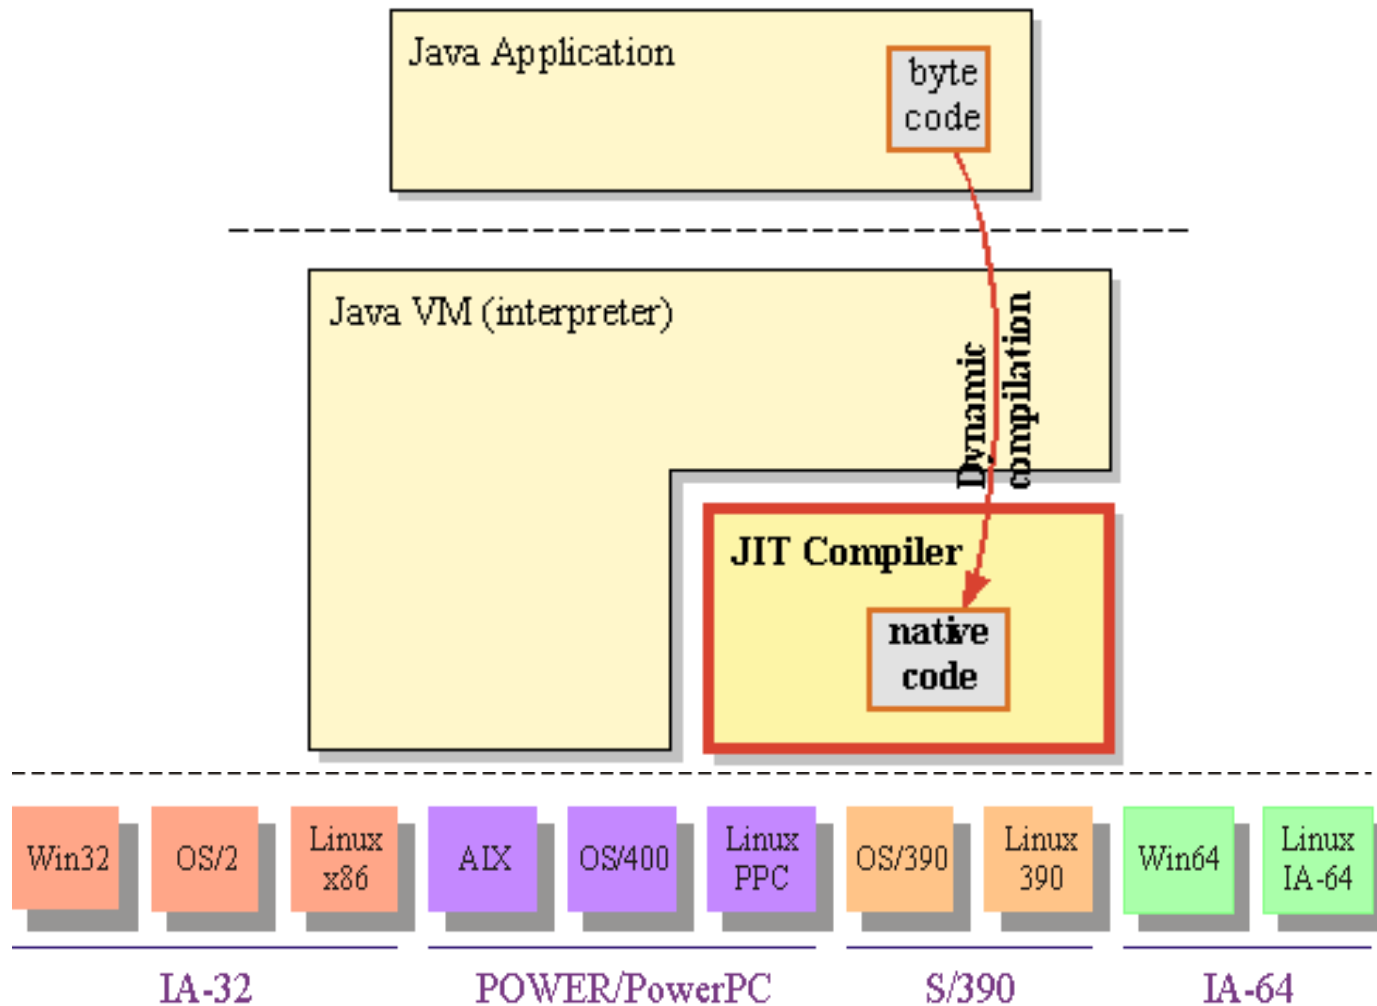 Java Application
byte
code
Java VM (interpreter)
Dynamic
compilation
JIT Compiler
native
code
Win32
OS/2
Linux
x86
AIX
OS/400
Linux
PPC
OS/390
Linux
390
Win64
Linux
IA-64
IA-32
POWER/PowerPC
S/390
IA-64